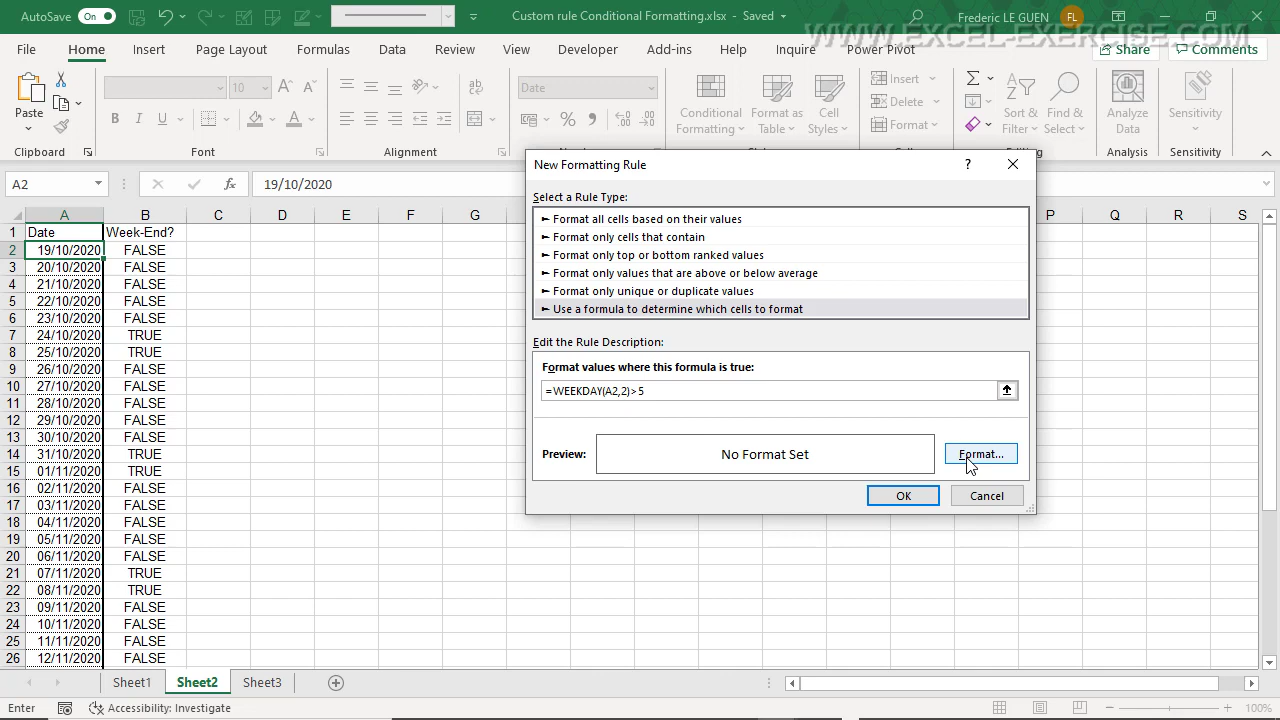 AutoSave On Custom rule Conditional Formatting.xlsx - Saved Frederic LE GUEN FL
WWW.EXCEL-EXERCISE.COM
File Home Insert Page Layout Formulas Data Review View Developer Add-ins Help Inquire Power Pivot Share Comments
Paste
10
B I U A
Date
% 9
Conditional Formatting
Format as Table
Cell Styles
Insert
Delete
Format
Sort & Filter
Find & Select
Analyze Data
Sensitivity
Clipboard Font Alignment Editing Analysis Sensitivity
A2 fx 19/10/2020
A B C D E F G P Q R S
1 Date Week-End?
2 19/10/2020 FALSE
3 20/10/2020 FALSE
4 21/10/2020 FALSE
5 22/10/2020 FALSE
6 23/10/2020 FALSE
7 24/10/2020 TRUE
8 25/10/2020 TRUE
9 26/10/2020 FALSE
10 27/10/2020 FALSE
11 28/10/2020 FALSE
12 29/10/2020 FALSE
13 30/10/2020 FALSE
14 31/10/2020 TRUE
15 01/11/2020 TRUE
16 02/11/2020 FALSE
17 03/11/2020 FALSE
18 04/11/2020 FALSE
19 05/11/2020 FALSE
20 06/11/2020 FALSE
21 07/11/2020 TRUE
22 08/11/2020 TRUE
23 09/11/2020 FALSE
24 10/11/2020 FALSE
25 11/11/2020 FALSE
26 12/11/2020 FALSE
New Formatting Rule ?
Select a Rule Type:
► Format all cells based on their values
► Format only cells that contain
► Format only top or bottom ranked values
► Format only values that are above or below average
► Format only unique or duplicate values
► Use a formula to determine which cells to format
Edit the Rule Description:
Format values where this formula is true:
=WEEKDAY(A2,2)>5
Preview: No Format Set Format...
OK Cancel
Sheet1 Sheet2 Sheet3
Enter Accessibility: Investigate 100%